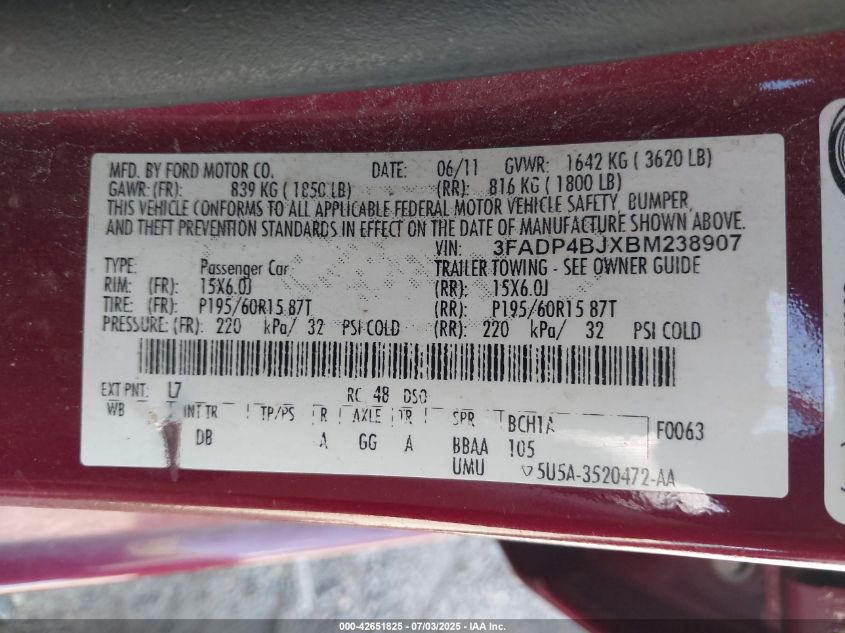 MFD. BY FORD MOTOR CO. DATE: 06/11 GVWR: 1642 KG ( 3620 LB)
GAWR:(FR): 839 KG ( 1850 LB) (RR): 816 KG ( 1800 LB)
THIS VEHICLE CONFORMS TO ALL APPLICABLE FEDERAL MOTOR VEHICLE SAFETY, BUMPER,
AND THEFT PREVENTION STANDARDS IN EFFECT ON THE DATE OF MANUFACTURE SHOWN ABOVE.
VIN: 3FADP4BJXBM238907
TYPE: Passenger Car TRAILER TOWING - SEE OWNER GUIDE
RIM: (FR): 15X6.0J (RR): 15X6.0J
TIRE: (FR): P195/60R15 87T (RR): P195/60R15 87T
PRESSURE: (FR): 220 kPa/ 32 PSI COLD (RR): 220 kPa/ 32 PSI COLD
EXT PNT: L7 RC: 48 DSO
WB INT TR TP/PS R AXLE TR SPR BCH1A F0063
DB A GG A BBAA 105
UMU 5U5A-3520472-AA
000-42651825 | 07/03/2025 | IAA Inc.